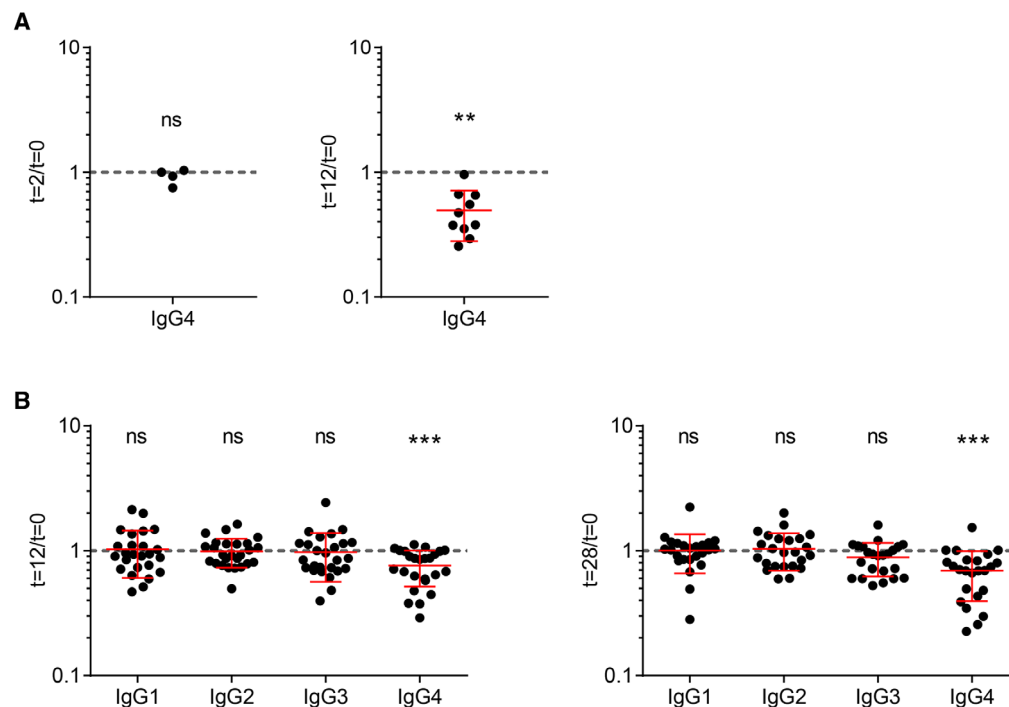 A
10
1
0.1
t=2/t=0
ns
IgG4
10
1
0.1
t=12/t=0
**
IgG4
B
10
1
0.1
t=12/t=0
ns ns ns ***
IgG1 IgG2 IgG3 IgG4
10
1
0.1
t=28/t=0
ns ns ns ***
IgG1 IgG2 IgG3 IgG4